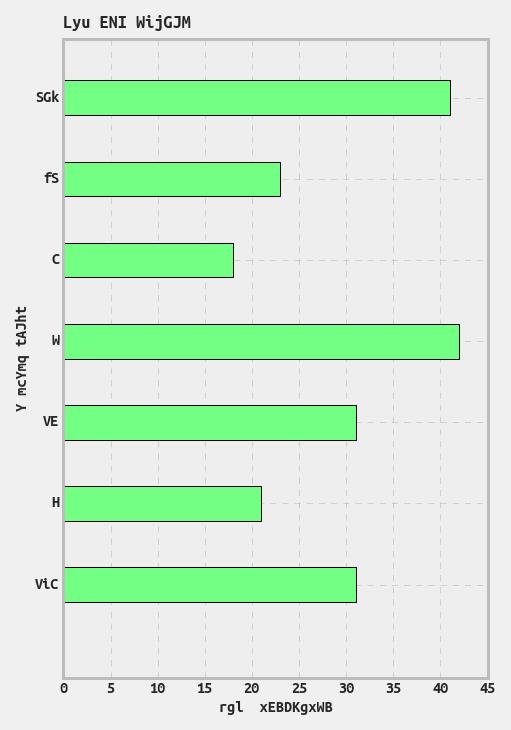 Lyu ENI WijGJM
SGk
fS
C
W
VE
H
ViC
Y mcYmq tAJht
0 5 10 15 20 25 30 35 40 45
rgl  xEBDKgxWB